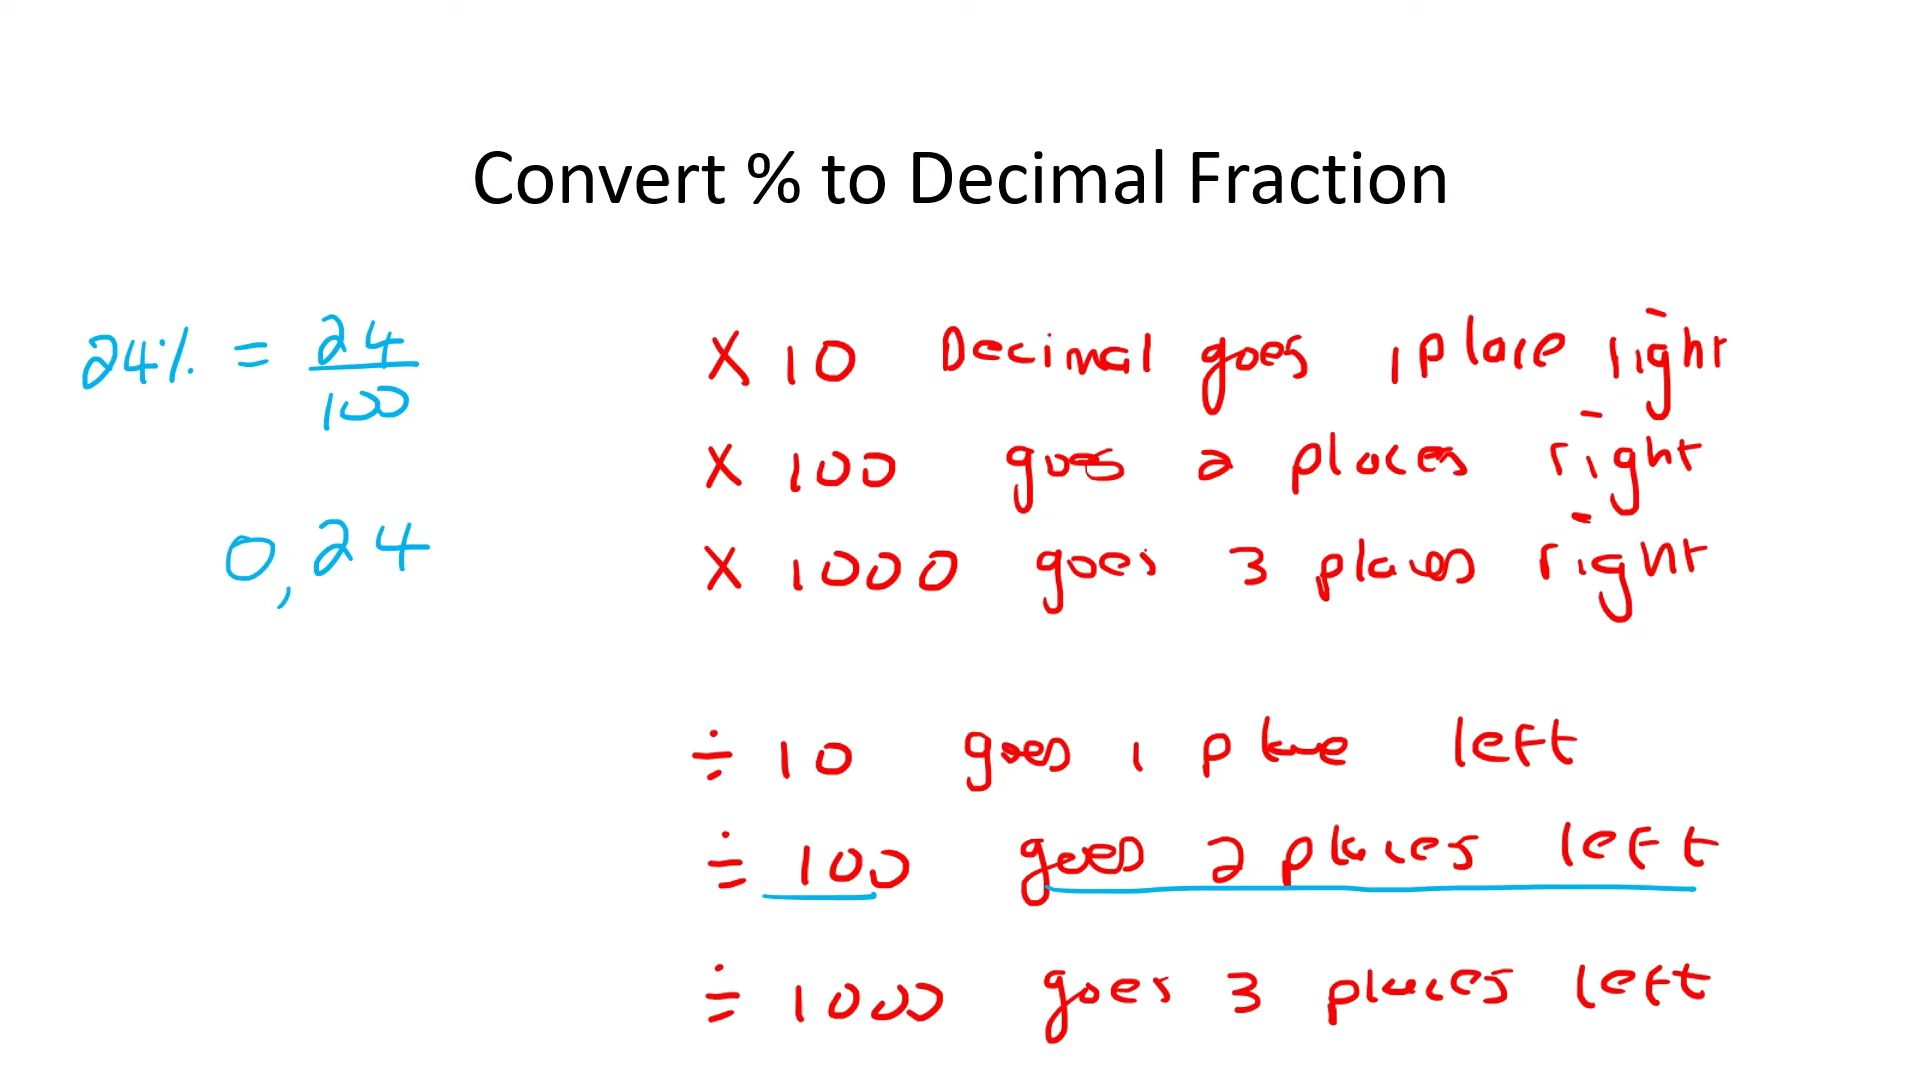 Convert % to Decimal Fraction
24% = 24/100
0,24
× 10 Decimal goes 1 place right
× 100 goes 2 places right
× 1000 goes 3 places right
÷ 10 goes 1 place left
÷ 100 goes 2 places left
÷ 1000 goes 3 places left